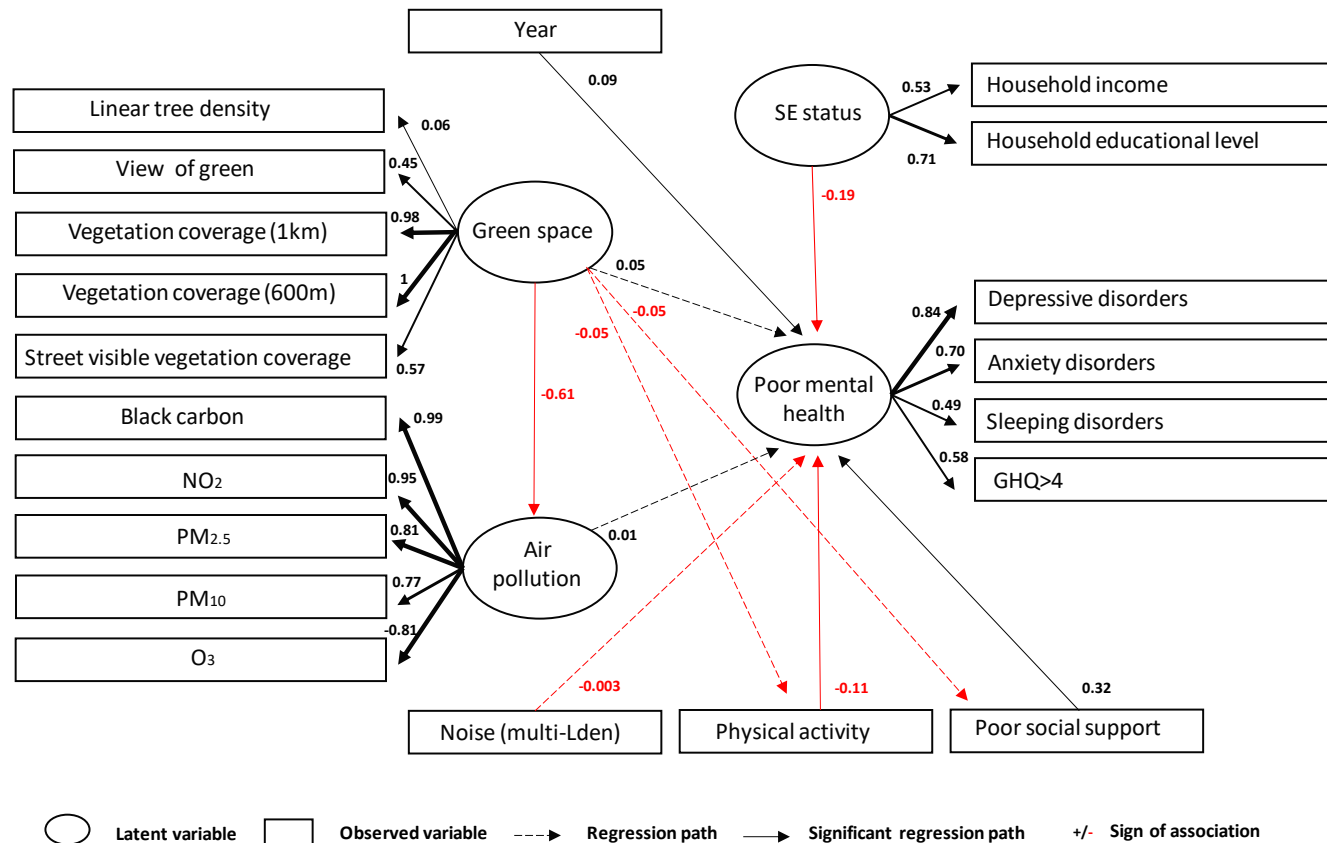 Year
0.09
SE status
0.53
0.71
Household income
Household educational level
Linear tree density
0.06
View of green
0.45
Vegetation coverage (1km)
0.98
Vegetation coverage (600m)
1
Street visible vegetation coverage
0.57
Green space
0.05
-0.05
-0.05
-0.19
-0.61
Poor mental
health
0.84
Depressive disorders
0.70
Anxiety disorders
0.49
Sleeping disorders
0.58
GHQ>4
Black carbon
0.99
NO2
0.95
PM2.5
0.81
PM10
0.77
O3
-0.81
Air
pollution
0.01
-0.003
-0.11
0.32
Noise (multi-Lden)
Physical activity
Poor social support
Latent variable
Observed variable
Regression path
Significant regression path
+/- Sign of association